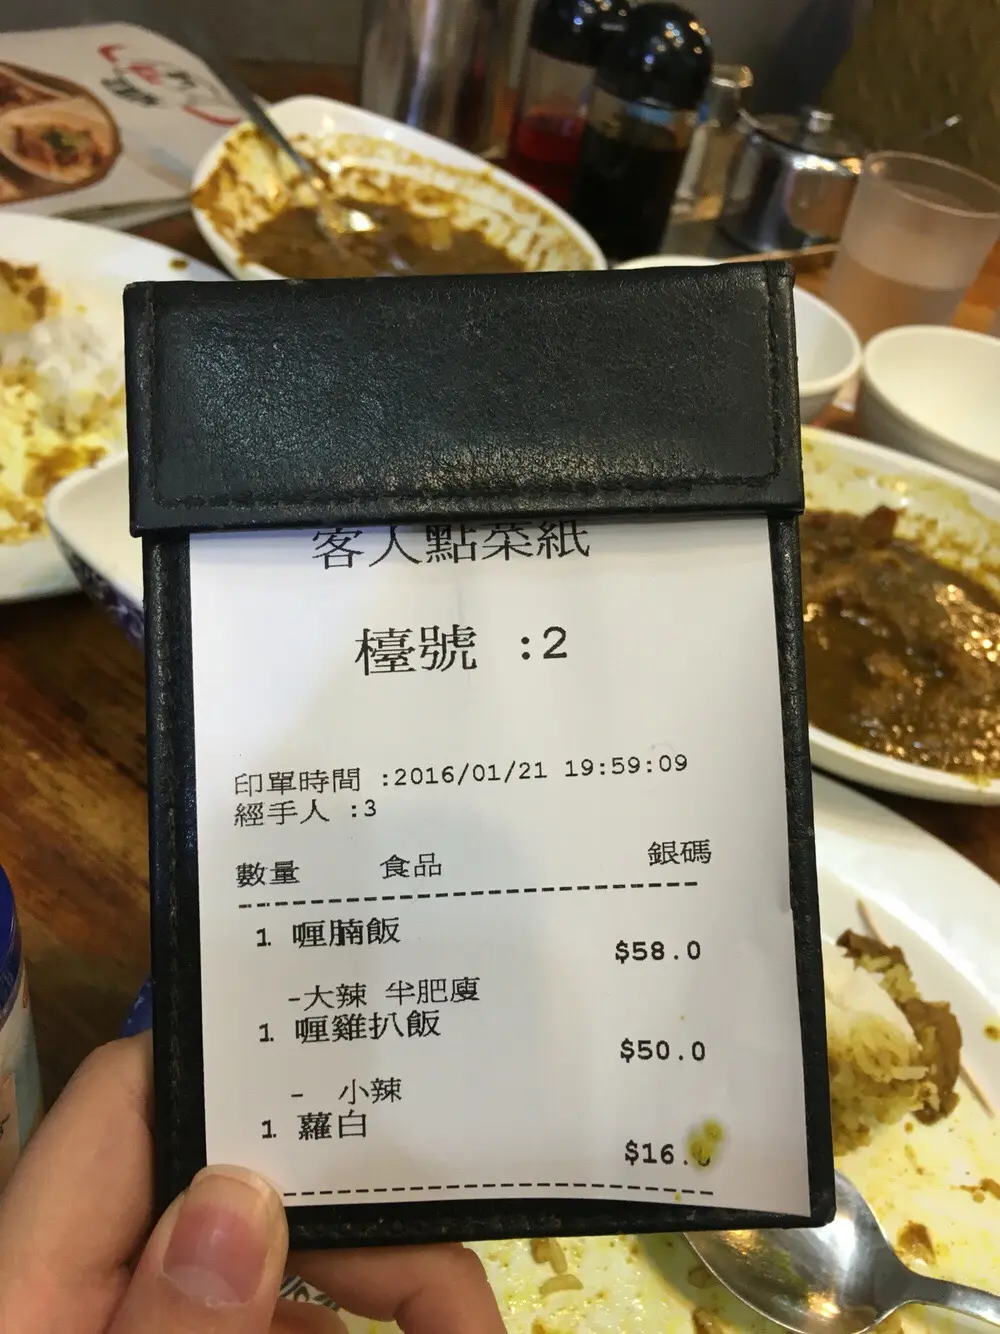 客人點菜紙
檯號 :2
印單時間 :2016/01/21 19:59:09
經手人 :3
數量 食品 銀碼
1 喱腩飯
$58.0
-大辣 半肥廋
1 喱雞扒飯
$50.0
- 小辣
1 蘿白
$16.